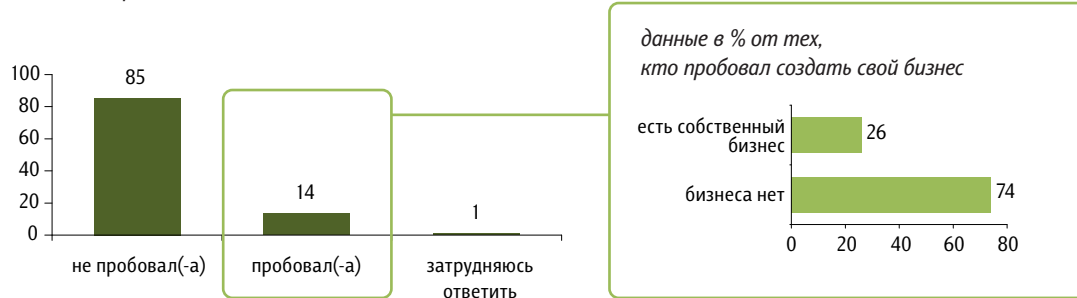 100
80
60
40
20
0
85
14
1
не пробовал(-а)
пробовал(-а)
затрудняюсь
ответить
данные в % от тех,
кто пробовал создать свой бизнес
есть собственный
бизнес
26
бизнеса нет
74
0 20 40 60 80